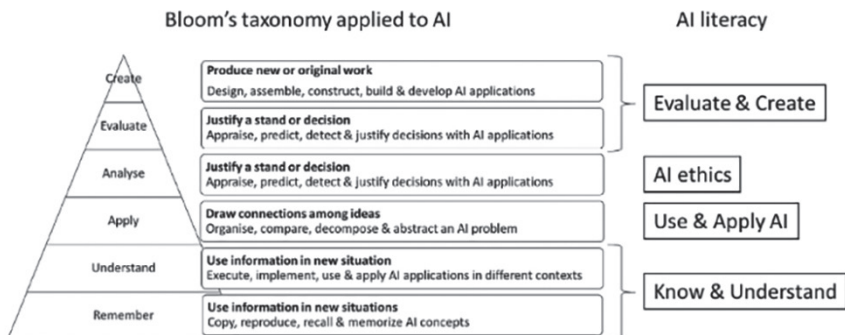 Bloom's taxonomy applied to AI
AI literacy
Create
Produce new or original work
Design, assemble, construct, build & develop AI applications
Evaluate & Create
Evaluate
Justify a stand or decision
Appraise, predict, detect & justify decisions with AI applications
Analyse
Justify a stand or decision
Appraise, predict, detect & justify decisions with AI applications
AI ethics
Apply
Draw connections among ideas
Organise, compare, decompose & abstract an AI problem
Use & Apply AI
Understand
Use information in new situation
Execute, implement, use & apply AI applications in different contexts
Know & Understand
Remember
Use information in new situations
Copy, reproduce, recall & memorize AI concepts